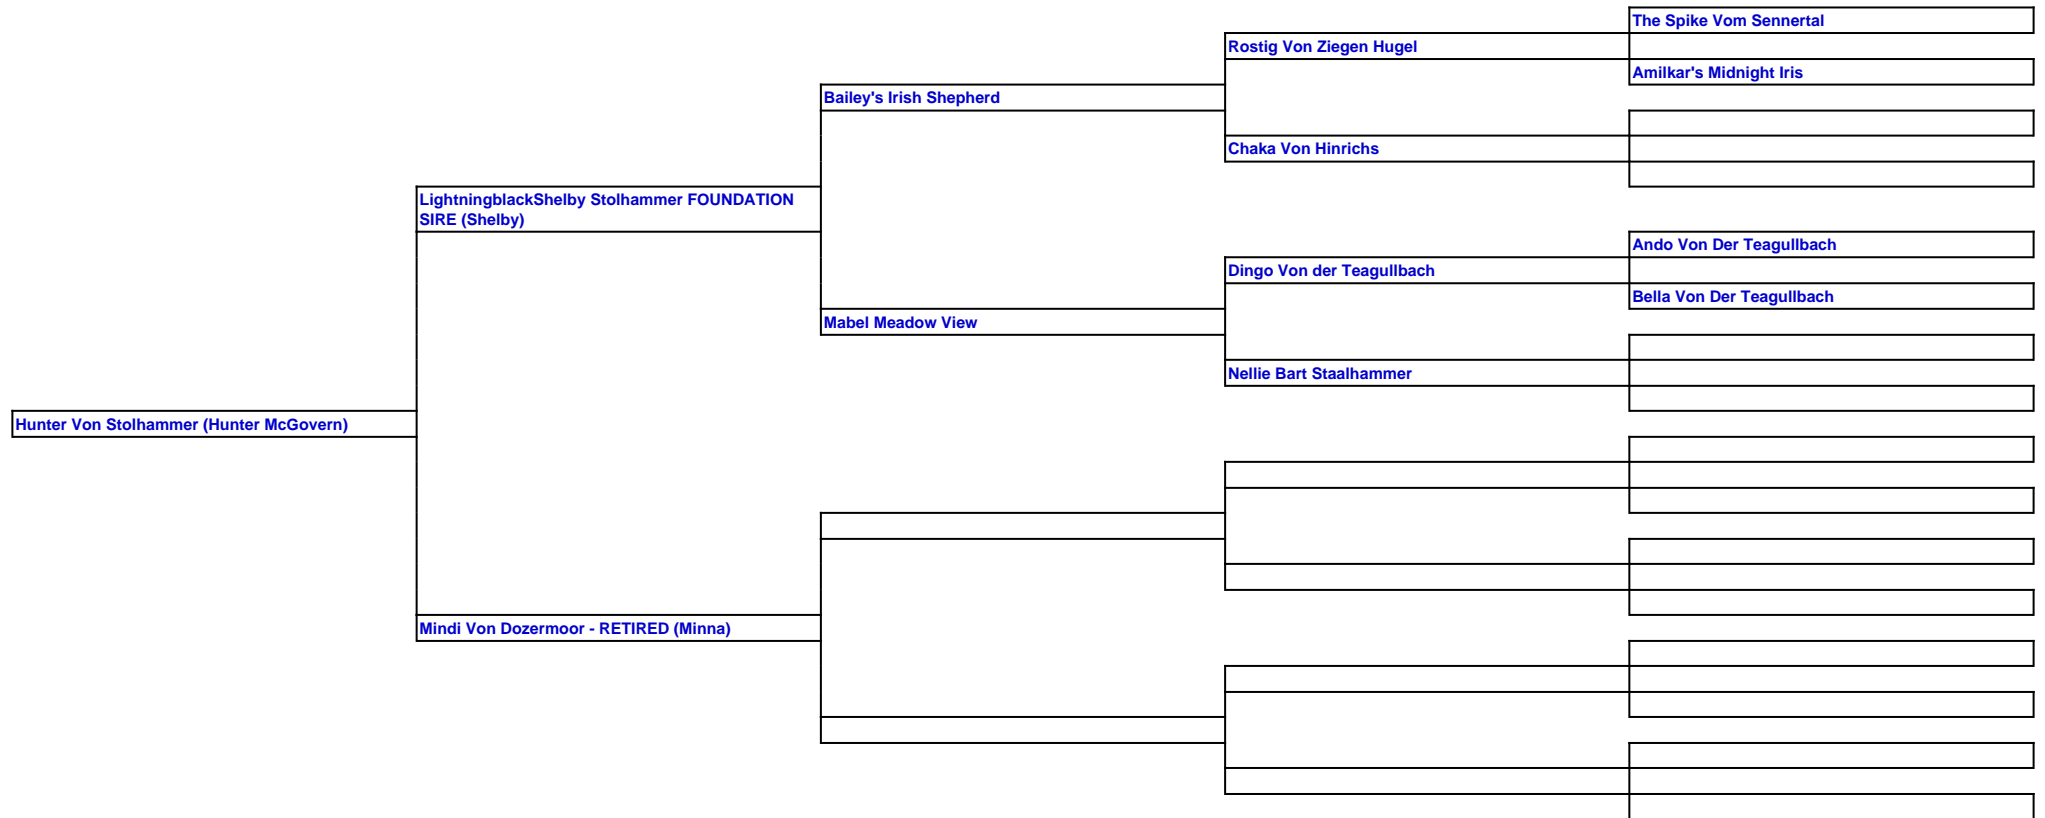 The Spike Vom Sennertal
Rostig Von Ziegen Hugel
Amilkar's Midnight Iris
Bailey's Irish Shepherd
Chaka Von Hinrichs
LightningblackShelby Stolhammer FOUNDATION
SIRE (Shelby)
Ando Von Der Teagullbach
Dingo Von der Teagullbach
Bella Von Der Teagullbach
Mabel Meadow View
Nellie Bart Staalhammer
Hunter Von Stolhammer (Hunter McGovern)
Mindi Von Dozermoor - RETIRED (Minna)